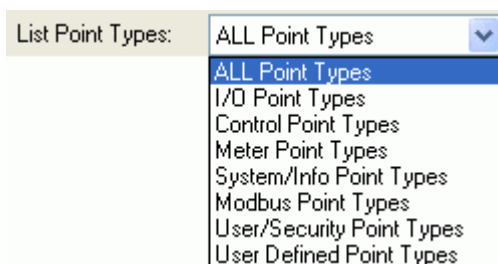 List Point Types: ALL Point Types
ALL Point Types
I/O Point Types
Control Point Types
Meter Point Types
System/Info Point Types
Modbus Point Types
User/Security Point Types
User Defined Point Types